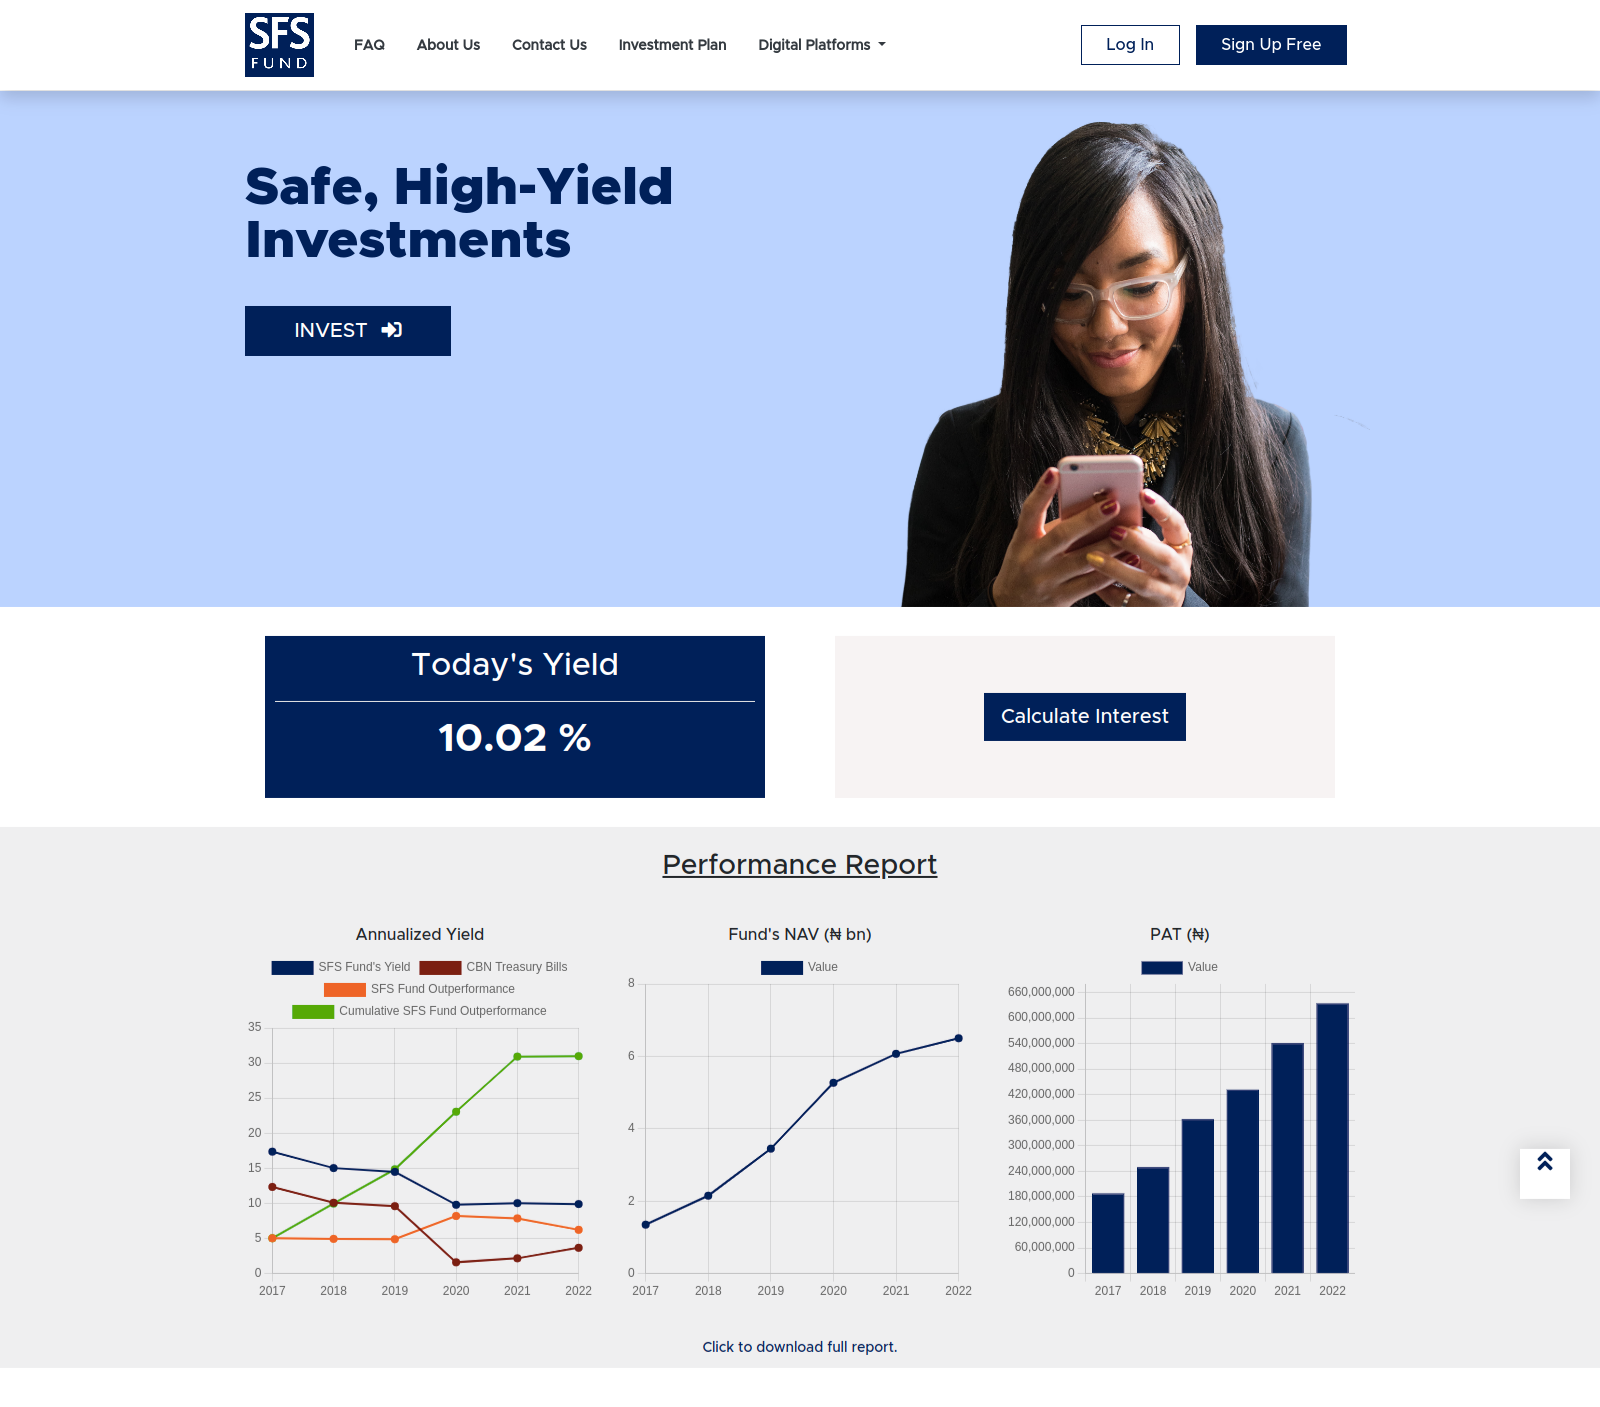 SFS
FUND
FAQ
About Us
Contact Us
Investment Plan
Digital Platforms
Log In
Sign Up Free
Safe, High-Yield
Investments
INVEST
Today's Yield
10.02 %
Calculate Interest
Performance Report
Annualized Yield
SFS Fund's Yield
CBN Treasury Bills
SFS Fund Outperformance
Cumulative SFS Fund Outperformance
35
30
25
20
15
10
5
0
2017
2018
2019
2020
2021
2022
Fund's NAV (₦ bn)
Value
8
6
4
2
0
2017
2018
2019
2020
2021
2022
PAT (₦)
Value
660,000,000
600,000,000
540,000,000
480,000,000
420,000,000
360,000,000
300,000,000
240,000,000
180,000,000
120,000,000
60,000,000
0
2017
2018
2019
2020
2021
2022
Click to download full report.